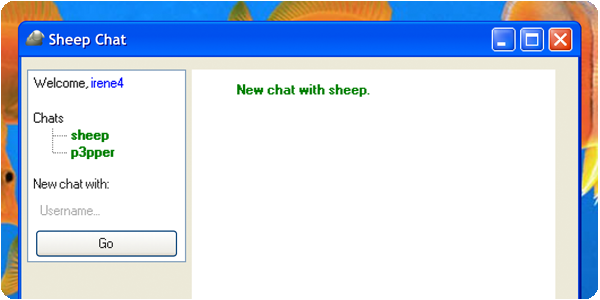 Sheep Chat
Welcome, irene4
Chats
sheep
p3pper
New chat with:
Username...
Go
New chat with sheep.